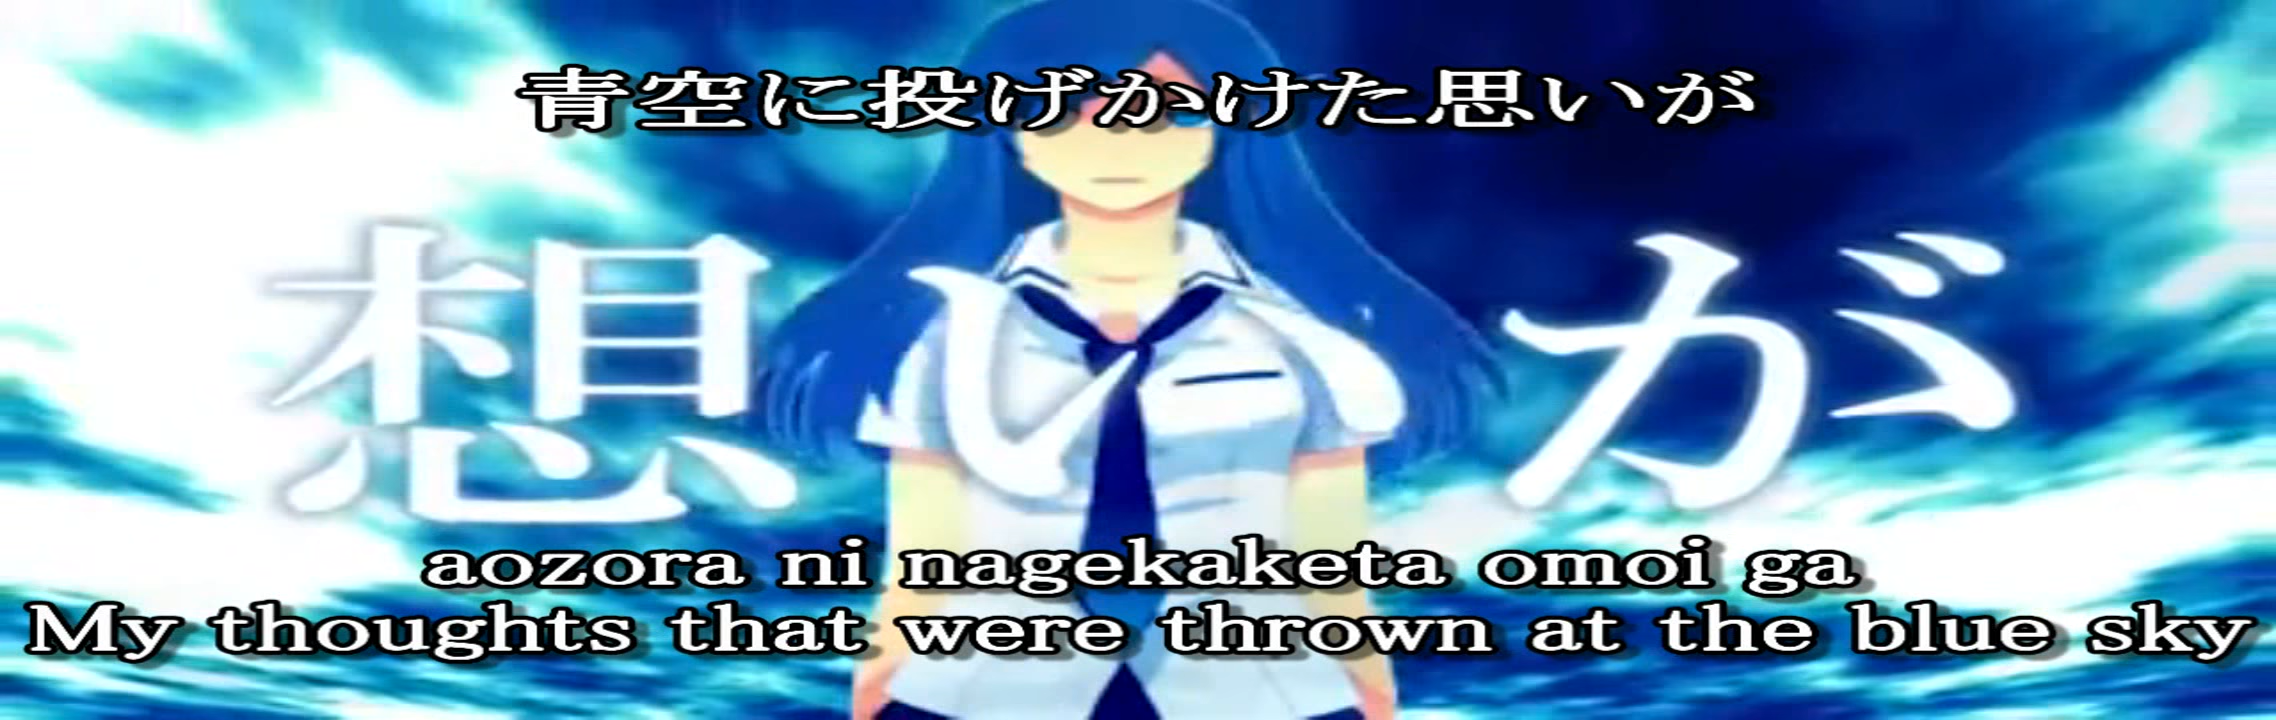 青空に投げかけた思いが
想いが
aozora ni nagekaketa omoi ga
My thoughts that were thrown at the blue sky